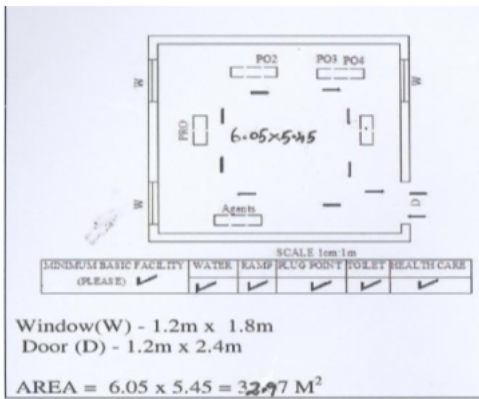 PO2 PO3 PO4
W W
PRO
6.05x5.45
W
D
Agents
SCALE 1cm:1m
MINIMUM BASIC FACILITY (PLEASE) ✓ WATER RAMP PLUG POINT TOILET HEALTH CARE
✓ ✓ ✓ ✓ ✓
Window(W) - 1.2m x 1.8m
Door (D) - 1.2m x 2.4m
AREA = 6.05 x 5.45 = 32.97 M²